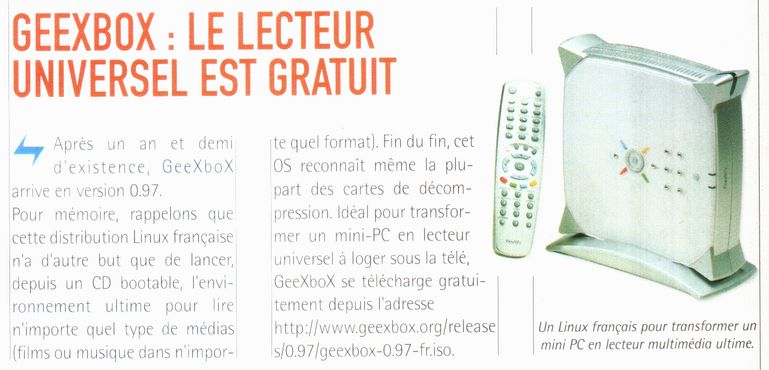 GEEXBOX : LE LECTEUR
UNIVERSEL EST GRATUIT
Après un an et demi
d'existence, GeeXboX
arrive en version 0.97.
Pour mémoire, rappelons que
cette distribution Linux française
n'a d'autre but que de lancer,
depuis un CD bootable, l'envi-
ronnement ultime pour lire
n'importe quel type de médias
(films ou musique dans n'impor-
te quel format). Fin du fin, cet
OS reconnaît même la plu-
part des cartes de décom-
pression. Idéal pour transfor-
mer un mini-PC en lecteur
universel à loger sous la télé,
GeeXboX se télécharge gratui-
tement depuis l'adresse
http://www.geexbox.org/release
s/0.97/geexbox-0.97-fr.iso.
Un Linux français pour transformer un
mini PC en lecteur multimédia ultime.